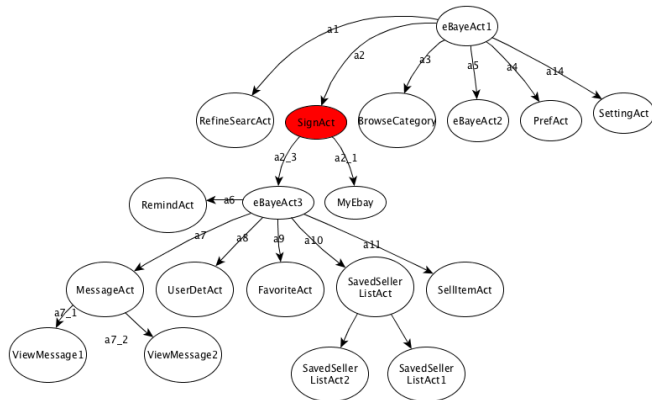 eBayeAct1
a1
a2
a3
a5
a4
a14
RefineSearcAct
SignAct
BrowseCategory
eBayeAct2
PrefAct
SettingAct
a2_3
a2_1
RemindAct
a6
eBayeAct3
MyEbay
a7
a8
a9
a10
a11
MessageAct
UserDetAct
FavoriteAct
SavedSeller
ListAct
SellItemAct
a7_1
a7_2
ViewMessage1
ViewMessage2
SavedSeller
ListAct2
SavedSeller
ListAct1